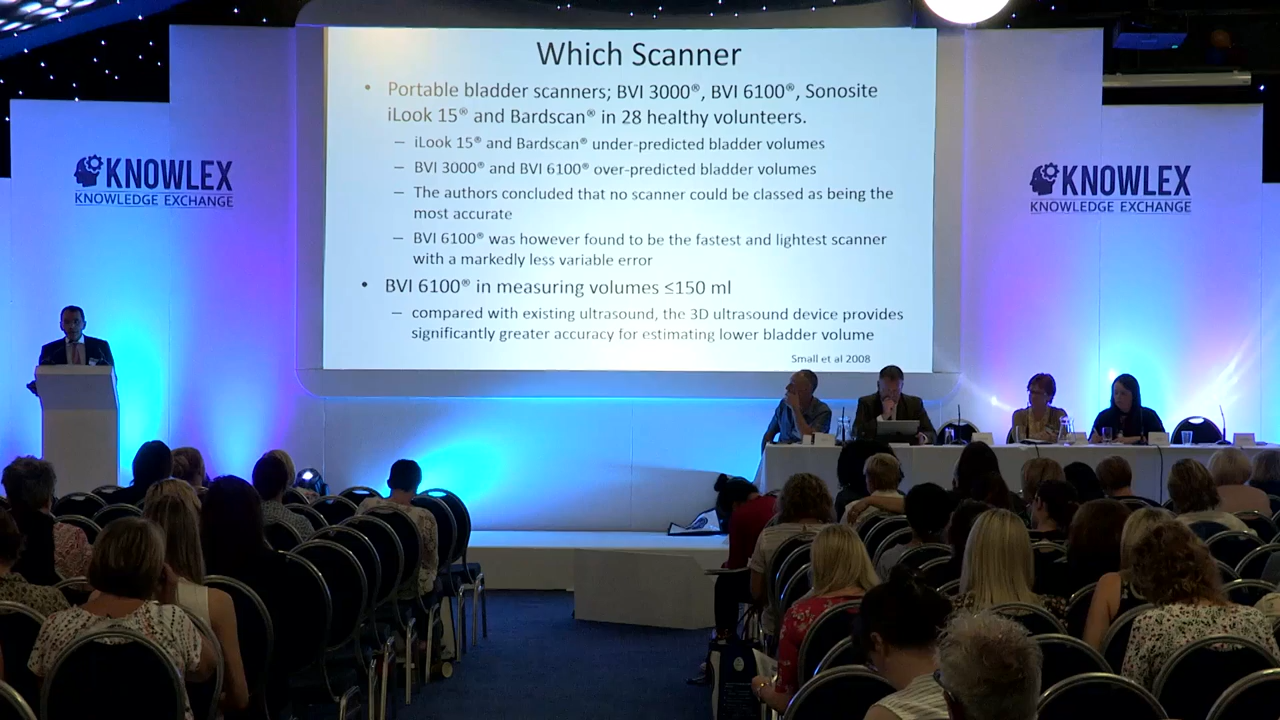 Which Scanner
• Portable bladder scanners; BVI 3000®, BVI 6100®, Sonosite
iLook 15® and Bardscan® in 28 healthy volunteers.
– iLook 15® and Bardscan® under-predicted bladder volumes
– BVI 3000® and BVI 6100® over-predicted bladder volumes
– The authors concluded that no scanner could be classed as being the
most accurate
– BVI 6100® was however found to be the fastest and lightest scanner
with a markedly less variable error
• BVI 6100® in measuring volumes ≤150 ml
– compared with existing ultrasound, the 3D ultrasound device provides
significantly greater accuracy for estimating lower bladder volume
Small et al 2008
KNOWLEX
KNOWLEDGE EXCHANGE
KNOWLEX
KNOWLEDGE EXCHANGE